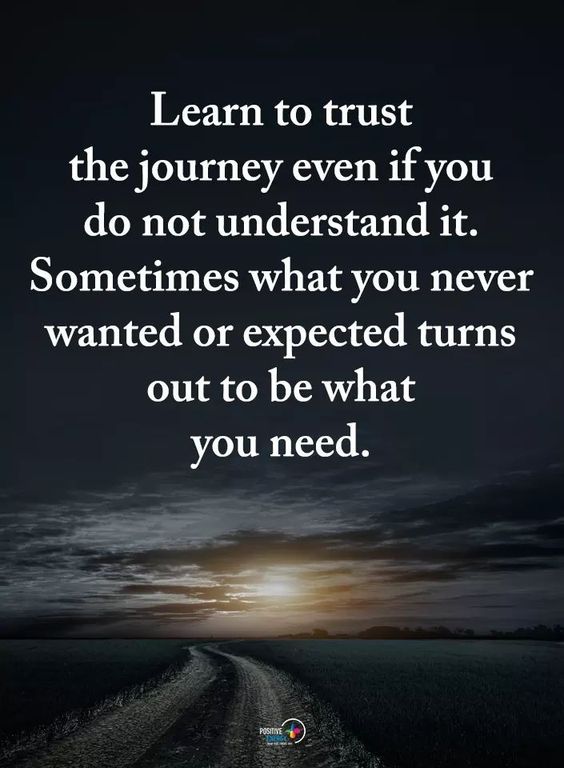 Learn to trust
the journey even if you
do not understand it.
Sometimes what you never
wanted or expected turns
out to be what
you need.
POSITIVE
ENERGY